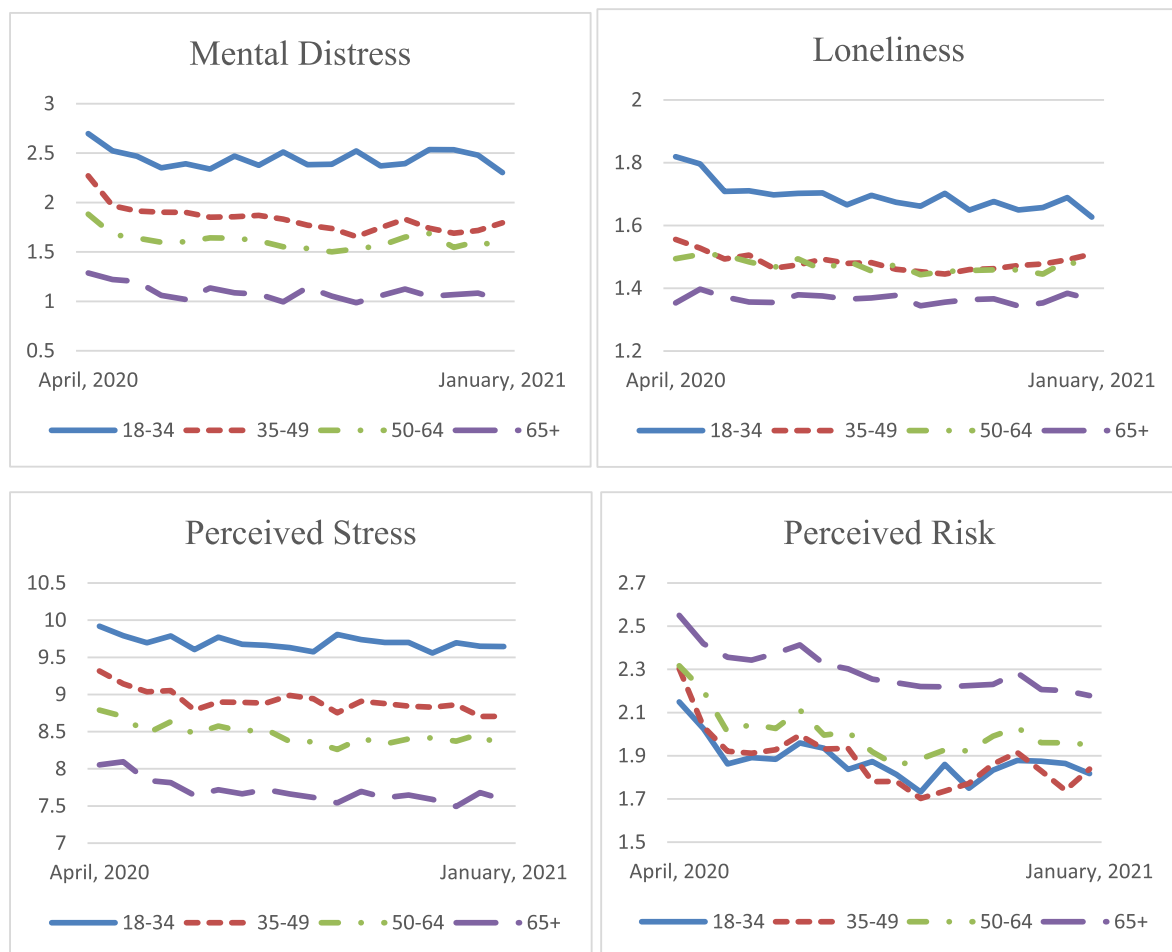 Mental Distress
3
2.5
2
1.5
1
0.5
April, 2020 January, 2021
18-34 35-49 50-64 65+
Loneliness
2
1.8
1.6
1.4
1.2
April, 2020 January, 2021
18-34 35-49 50-64 65+
Perceived Stress
10.5
10
9.5
9
8.5
8
7.5
7
April, 2020 January, 2021
18-34 35-49 50-64 65+
Perceived Risk
2.7
2.5
2.3
2.1
1.9
1.7
1.5
April, 2020 January, 2021
18-34 35-49 50-64 65+